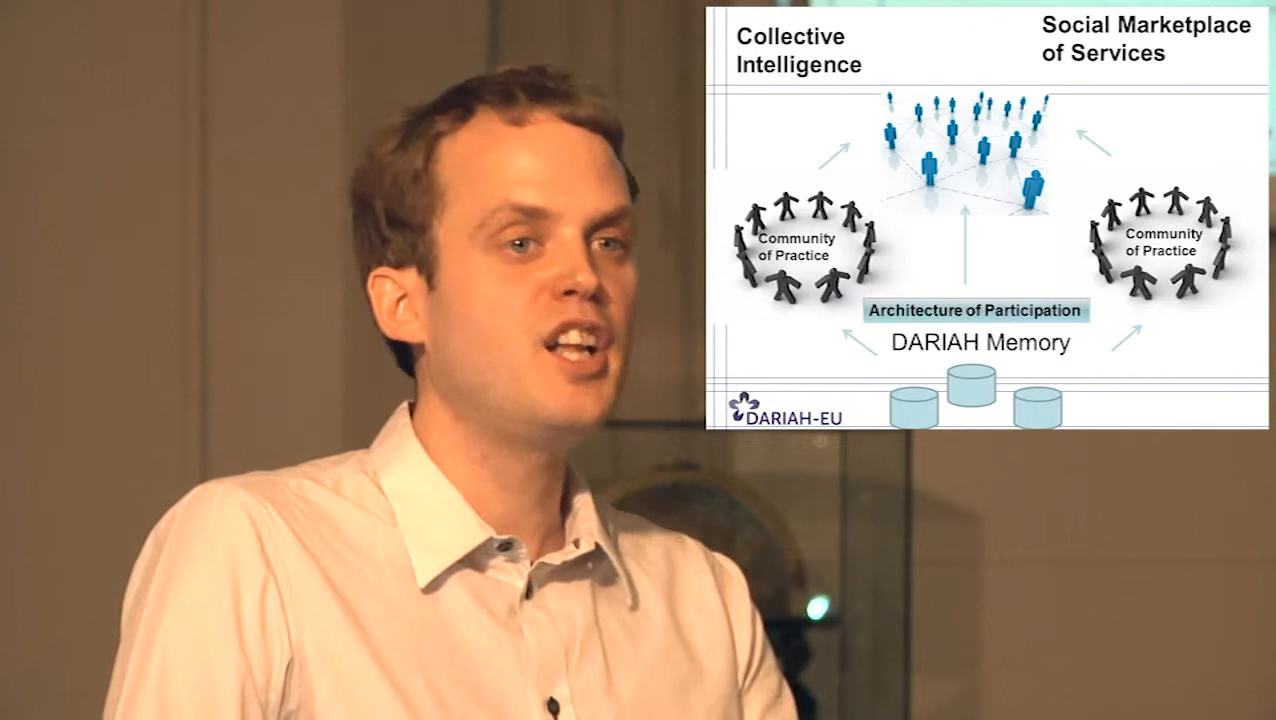 Collective
Intelligence
Social Marketplace
of Services
Community
of Practice
Community
of Practice
Architecture of Participation
DARIAH Memory
DARIAH-EU